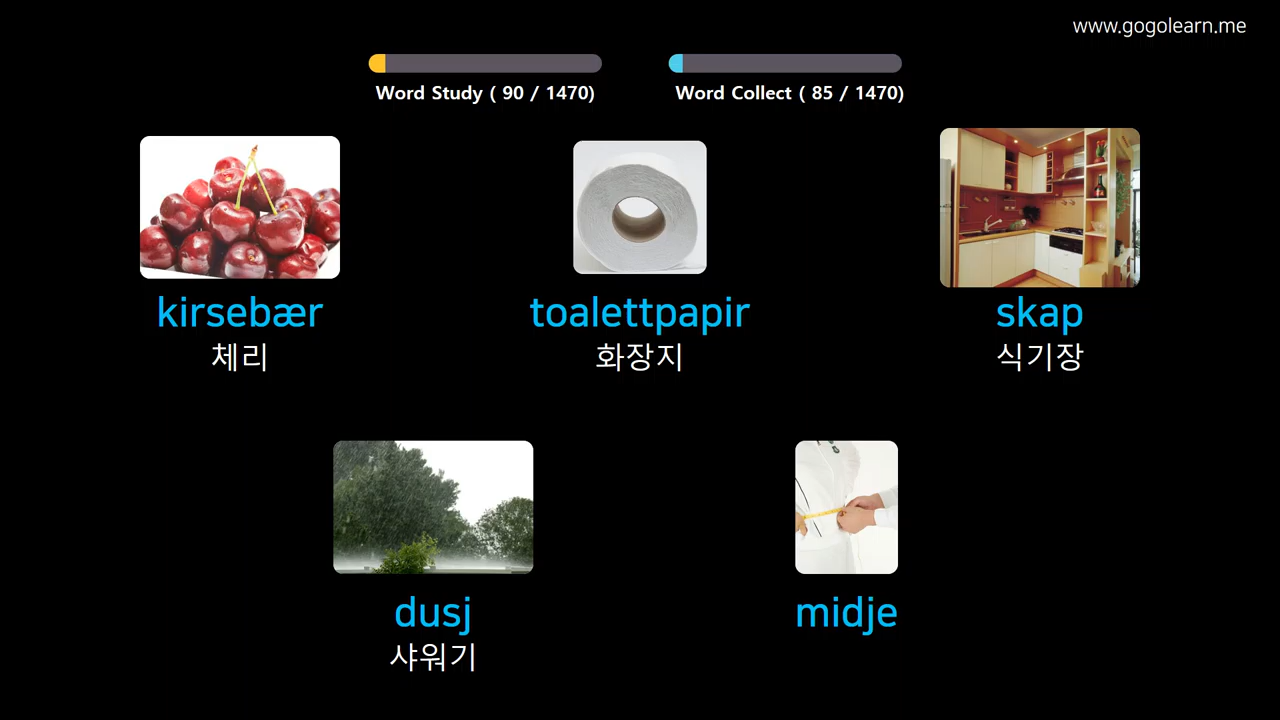 www.gogolearn.me
Word Study ( 90 / 1470)
Word Collect ( 85 / 1470)
kirsebær
체리
toalettpapir
화장지
skap
식기장
dusj
샤워기
midje